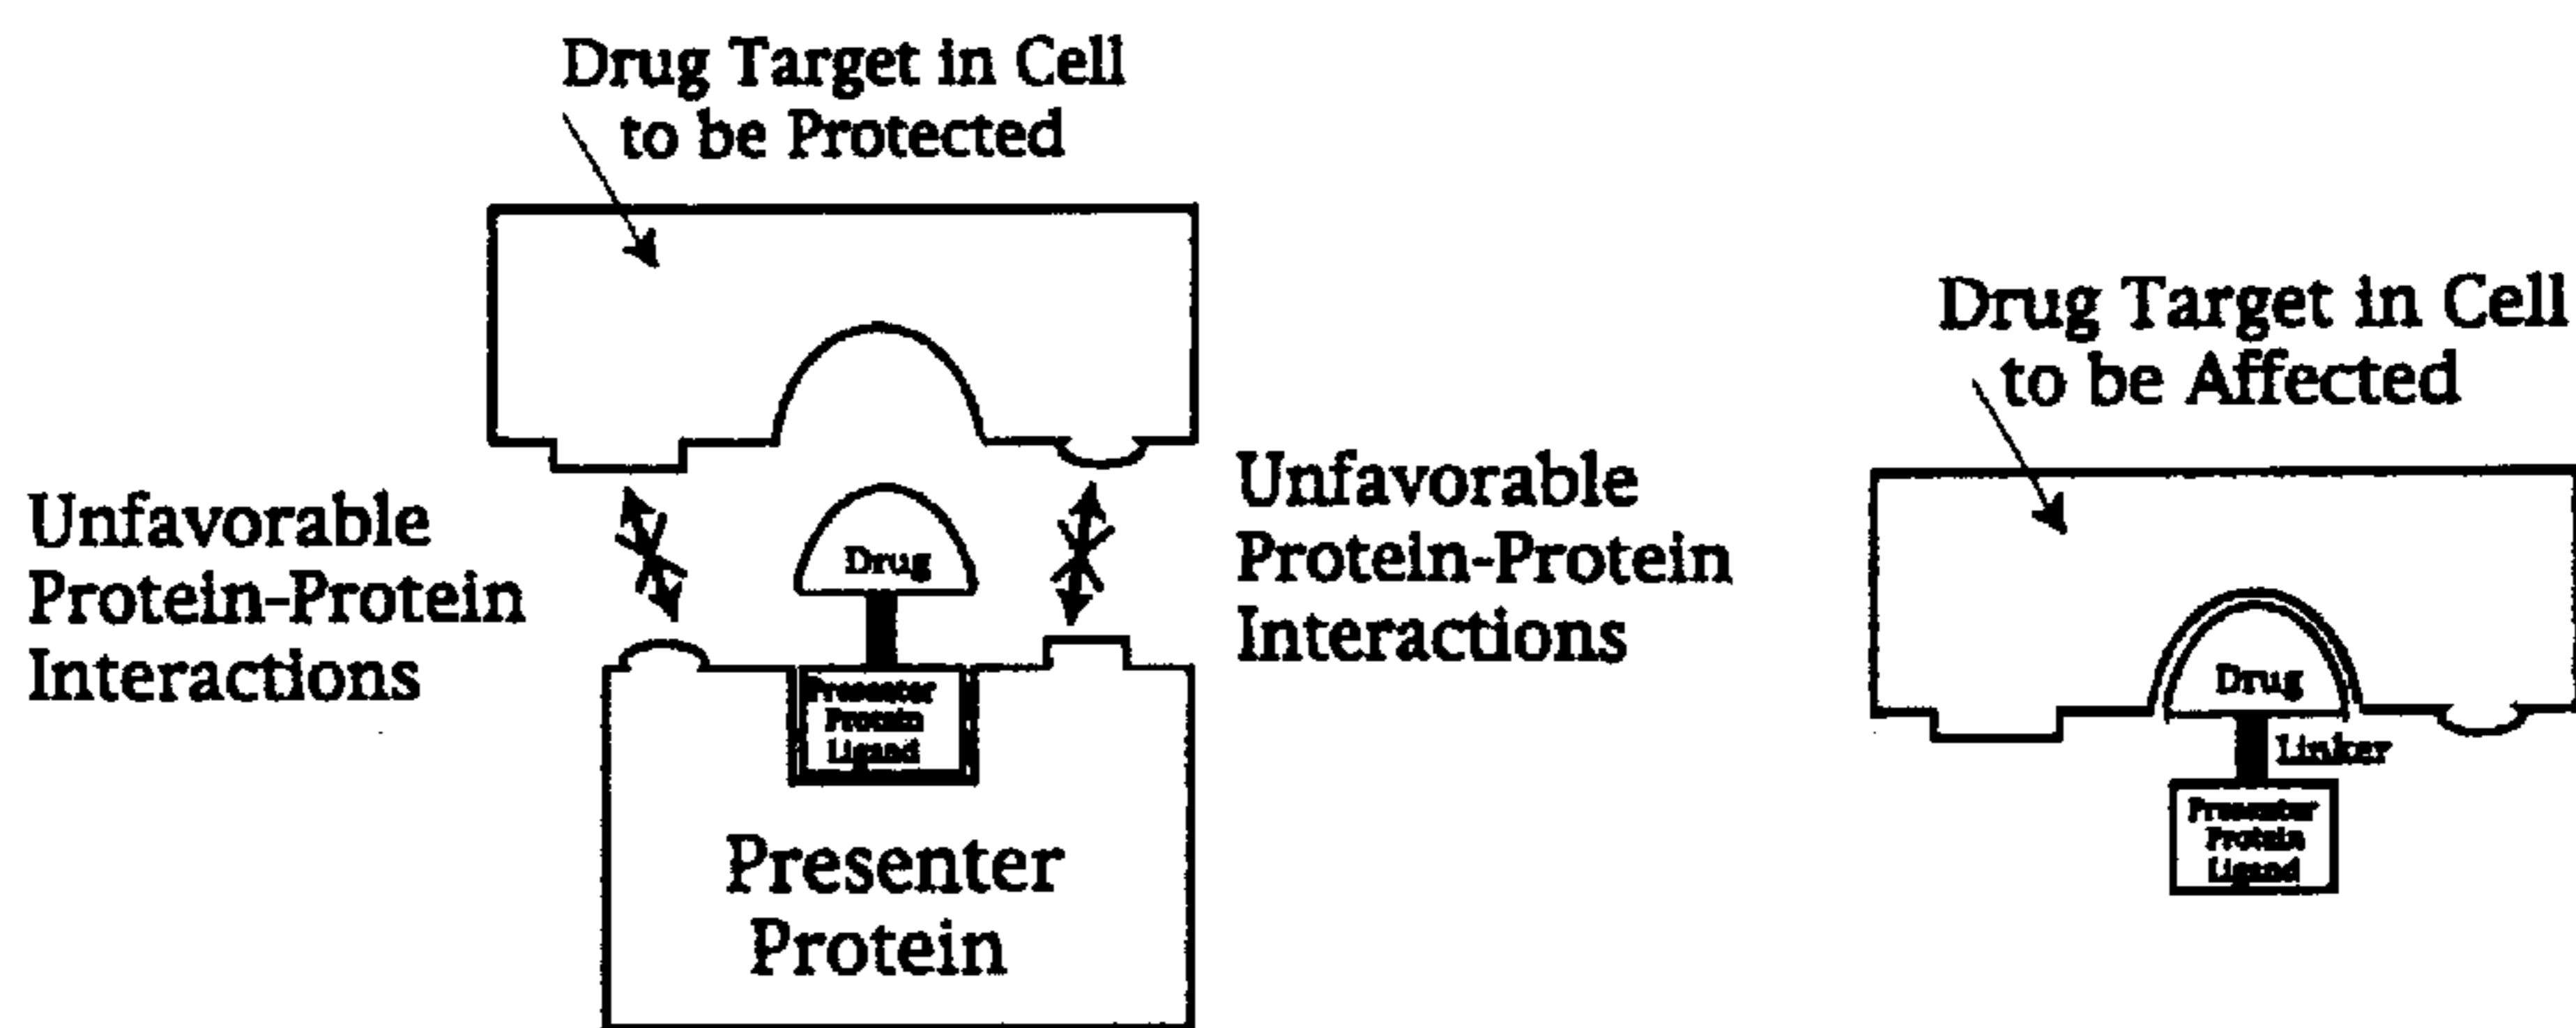 Drug Target in Cell
to be Protected
Unfavorable
Protein-Protein
Interactions
Drug
Unfavorable
Protein-Protein
Interactions
Presenter
Protein
Ligand
Presenter
Protein
Drug Target in Cell
to be Affected
Drug
Linker
Presenter
Protein
Ligand